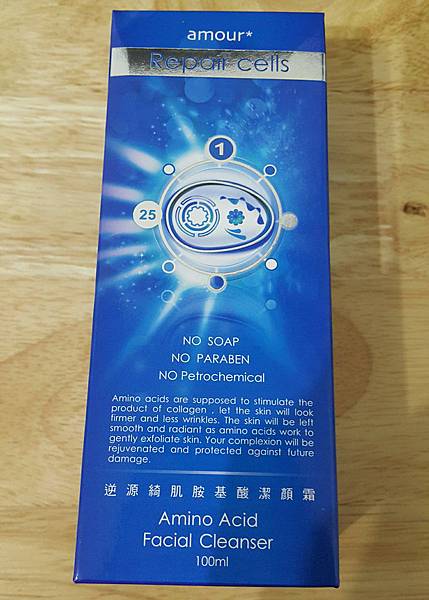 amour*
Repair cells
1
25
NO SOAP
NO PARABEN
NO Petrochemical
Amino acids are supposed to stimulate the
product of collagen , let the skin will look
firmer and less wrinkles. The skin will be left
smooth and radiant as amino acids work to
gently exfoliate skin. Your complexion will be
rejuvenated and protected against future
damage.
逆源綺肌胺基酸潔顏霜
Amino Acid
Facial Cleanser
100ml